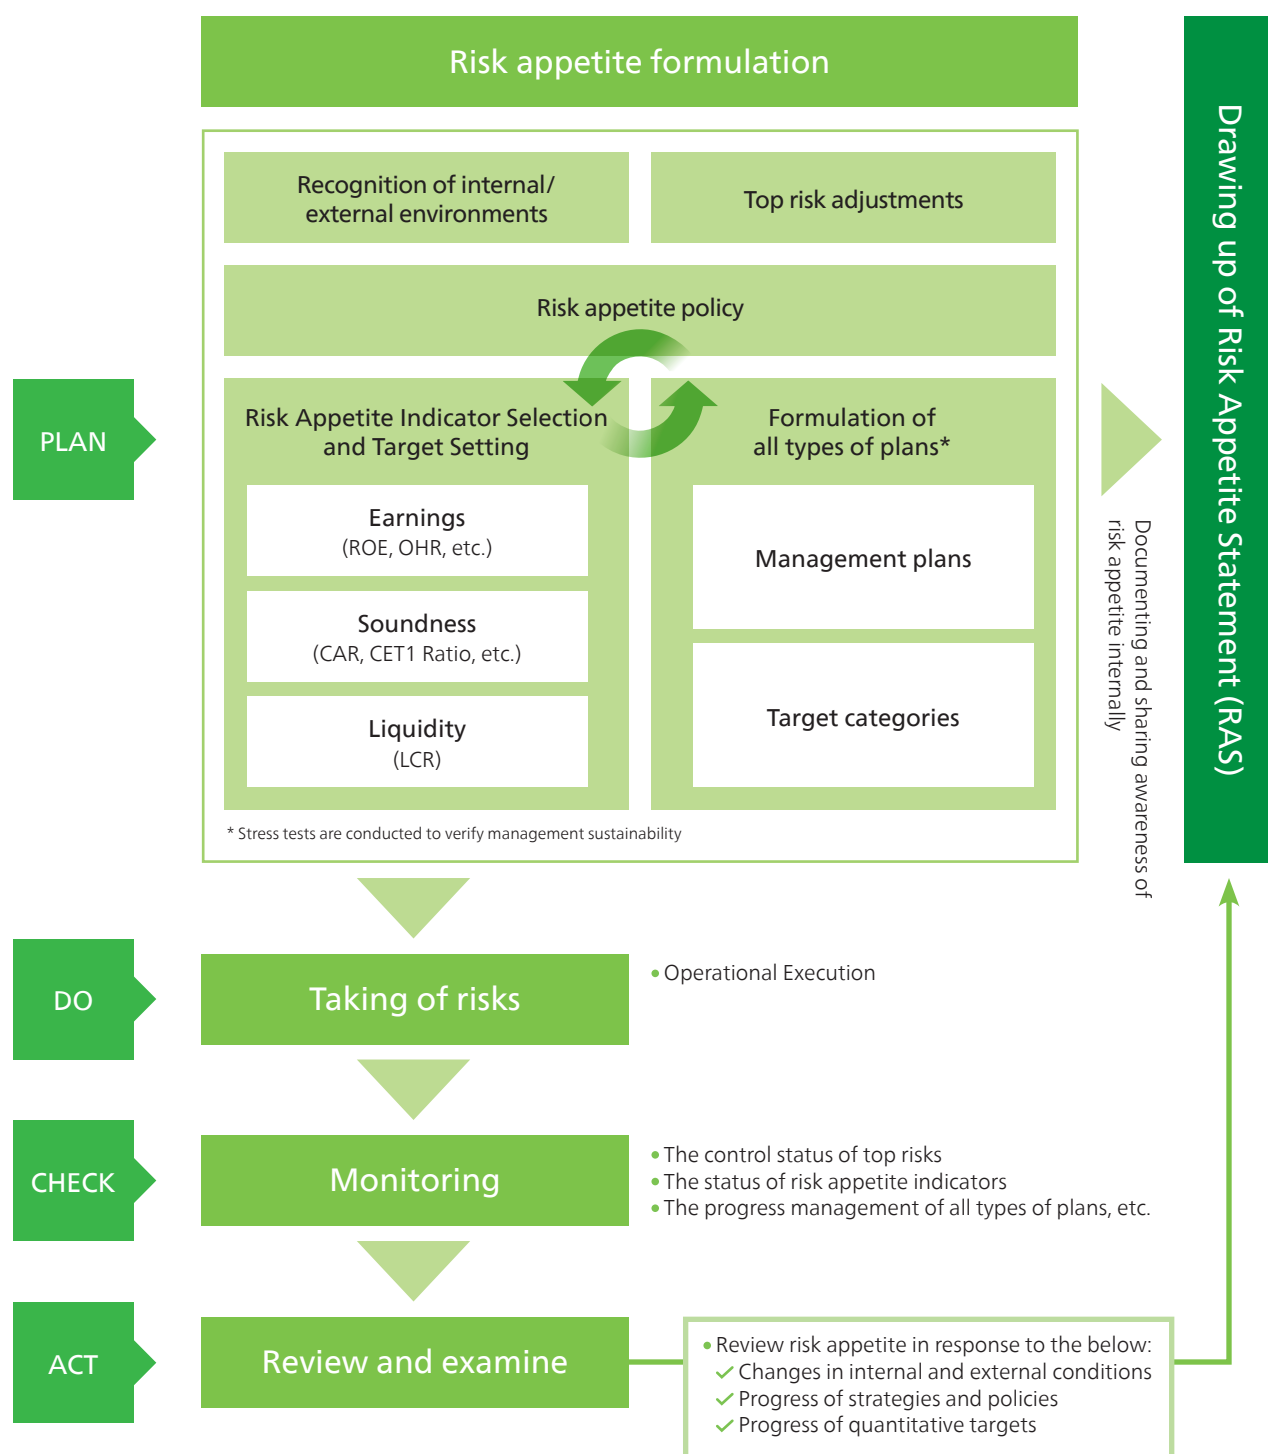 Risk appetite formulation
Recognition of internal/
external environments
Top risk adjustments
Risk appetite policy
PLAN
Risk Appetite Indicator Selection
and Target Setting
Earnings
(ROE, OHR, etc.)
Soundness
(CAR, CET1 Ratio, etc.)
Liquidity
(LCR)
Formulation of
all types of plans*
Management plans
Target categories
* Stress tests are conducted to verify management sustainability
Documenting and sharing awareness of
risk appetite internally
Drawing up of Risk Appetite Statement (RAS)
DO
Taking of risks
• Operational Execution
CHECK
Monitoring
• The control status of top risks
• The status of risk appetite indicators
• The progress management of all types of plans, etc.
ACT
Review and examine
• Review risk appetite in response to the below:
✓ Changes in internal and external conditions
✓ Progress of strategies and policies
✓ Progress of quantitative targets